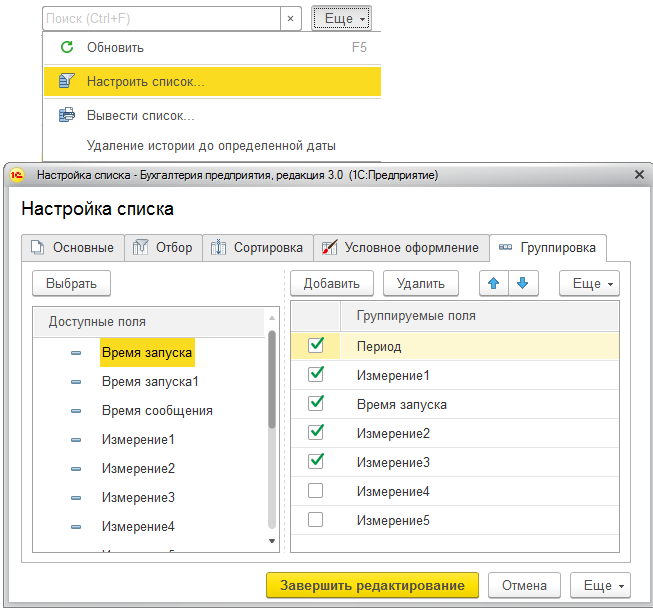 Поиск (Ctrl+F) × Еще
Обновить F5
Настроить список...
Вывести список...
Удаление истории до определенной даты
1С Настройка списка - Бухгалтерия предприятия, редакция 3.0 (1С:Предприятие)
Настройка списка
Основные Отбор Сортировка Условное оформление Группировка
Выбрать
Доступные поля
Время запуска
Время запуска1
Время сообщения
Измерение1
Измерение2
Измерение3
Измерение4
Добавить Удалить Еще
Группируемые поля
Период
Измерение1
Время запуска
Измерение2
Измерение3
Измерение4
Измерение5
Завершить редактирование Отмена Еще